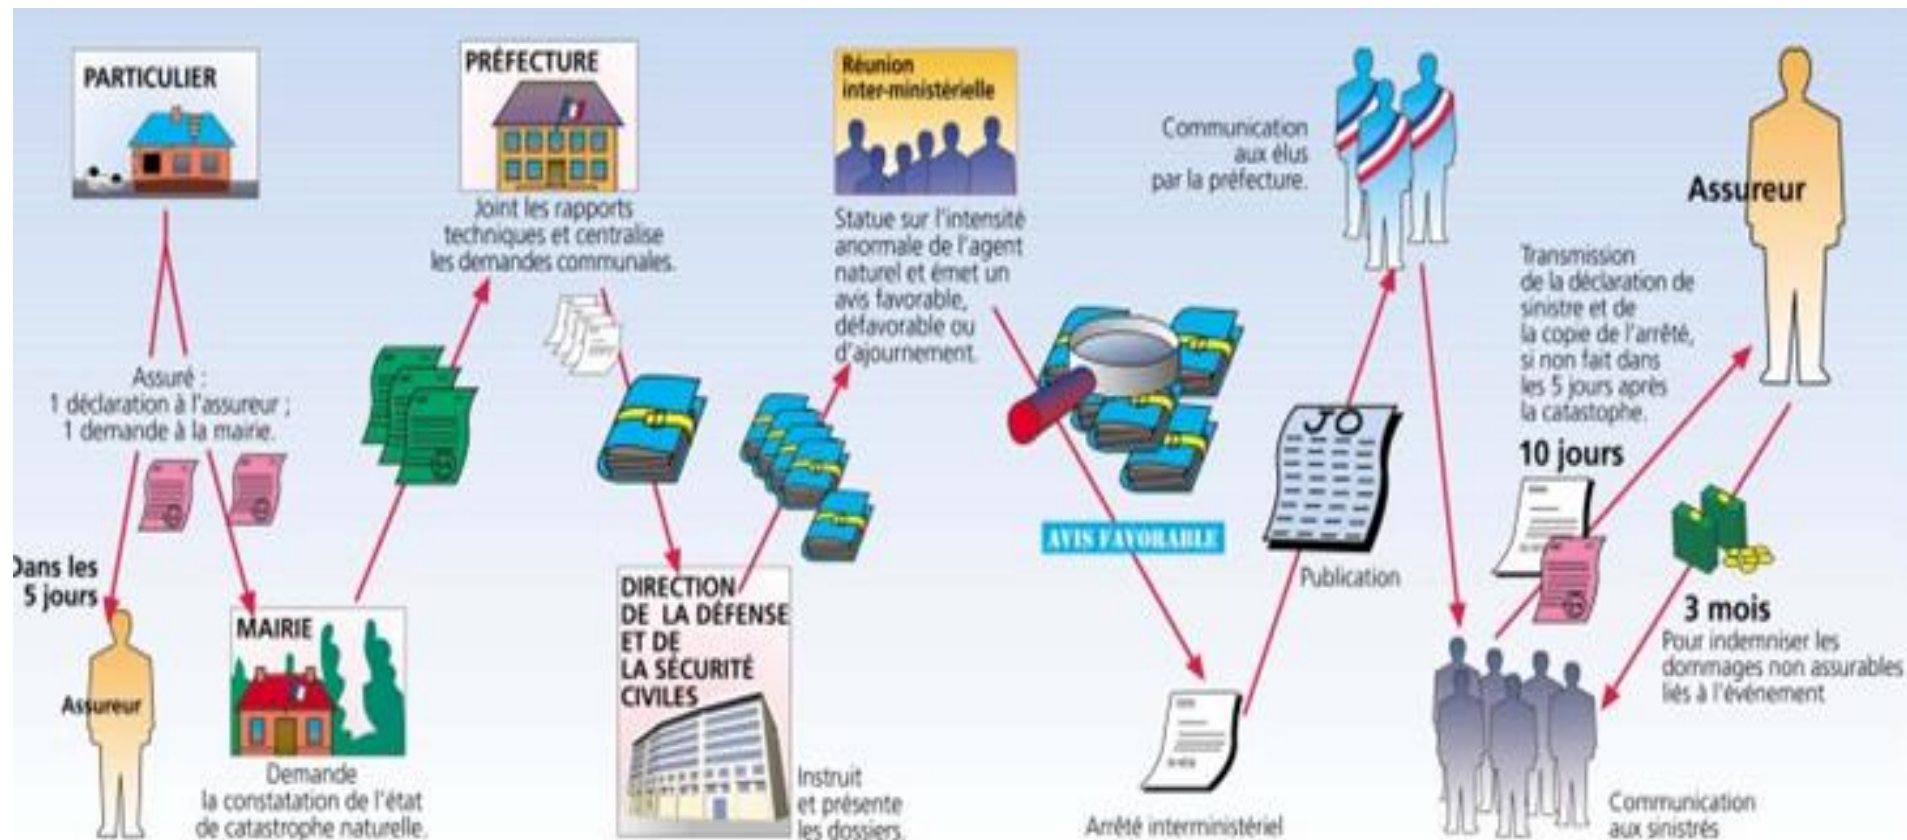 PARTICULIER
Assuré :
1 déclaration à l'assureur ;
1 demande à la mairie.
Dans les
5 jours
Assureur
MAIRIE
Demande
la constatation de l'état
de catastrophe naturelle.
PRÉFECTURE
Joint les rapports
techniques et centralise
les demandes communales.
DIRECTION
DE LA DÉFENSE
ET DE
LA SÉCURITÉ
CIVILES
Instruit
et présente
les dossiers.
Réunion
inter-ministérielle
Statue sur l'intensité
anormale de l'agent
naturel et émet un
avis favorable,
défavorable ou
d'ajournement.
AVIS FAVORABLE
Arrêté interministériel
JO
Publication
Communication
aux élus
par la préfecture.
Communication
aux sinistrés
Transmission
de la déclaration de
sinistre et de
la copie de l'arrêté,
si non fait dans
les 5 jours après
la catastrophe.
10 jours
Assureur
3 mois
Pour indemniser les
dommages non assurables
liés à l'événement